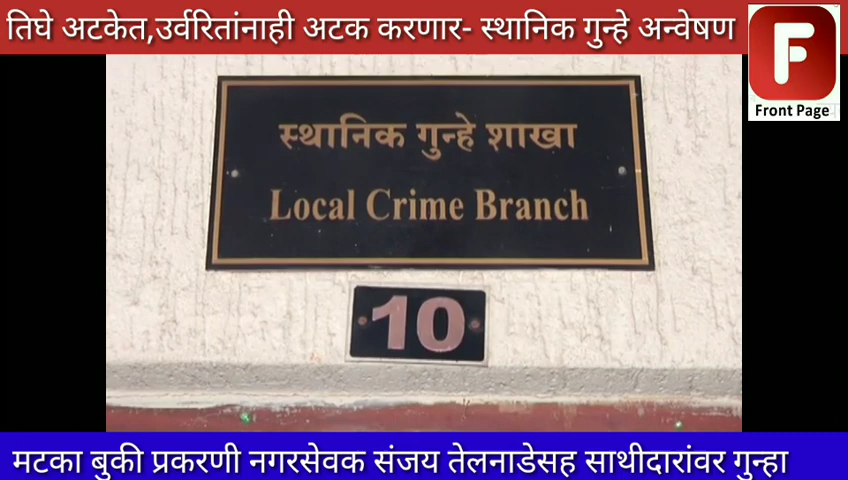 तिघे अटकेत,उर्वरितांनाही अटक करणार- स्थानिक गुन्हे अन्वेषण
F
Front Page
स्थानिक गुन्हे शाखा
Local Crime Branch
10
मटका बुकी प्रकरणी नगरसेवक संजय तेलनाडेसह साथीदारांवर गुन्हा